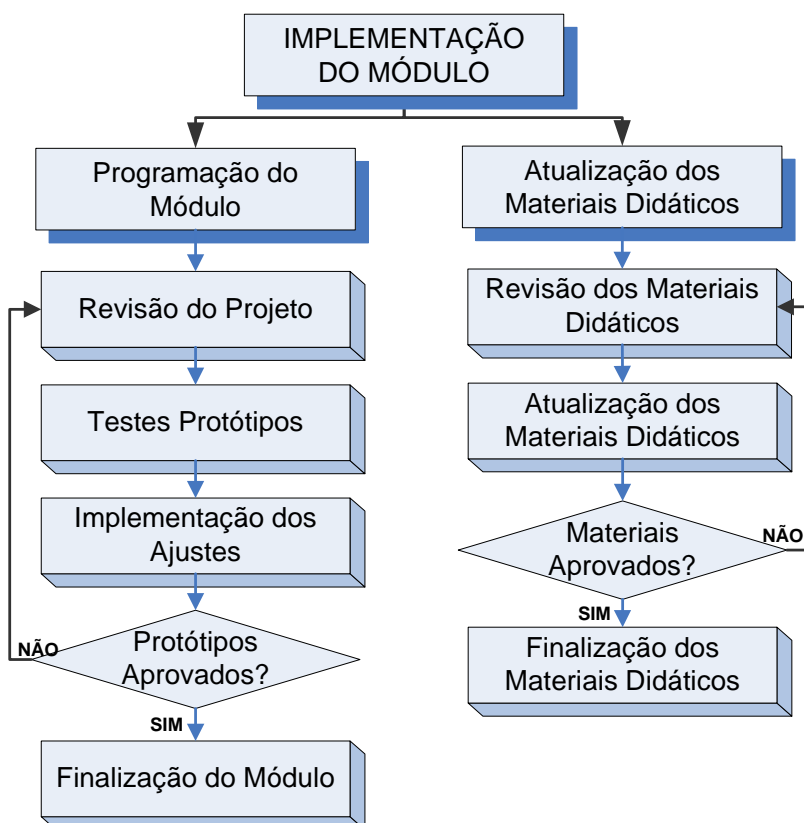 IMPLEMENTAÇÃO
DO MÓDULO
Programação do
Módulo
Revisão do Projeto
Testes Protótipos
Implementação dos
Ajustes
Protótipos
Aprovados?
NÃO
SIM
Finalização do Módulo
Atualização dos
Materiais Didáticos
Revisão dos Materiais
Didáticos
Atualização dos
Materiais Didáticos
Materiais
Aprovados?
NÃO
SIM
Finalização dos
Materiais Didáticos